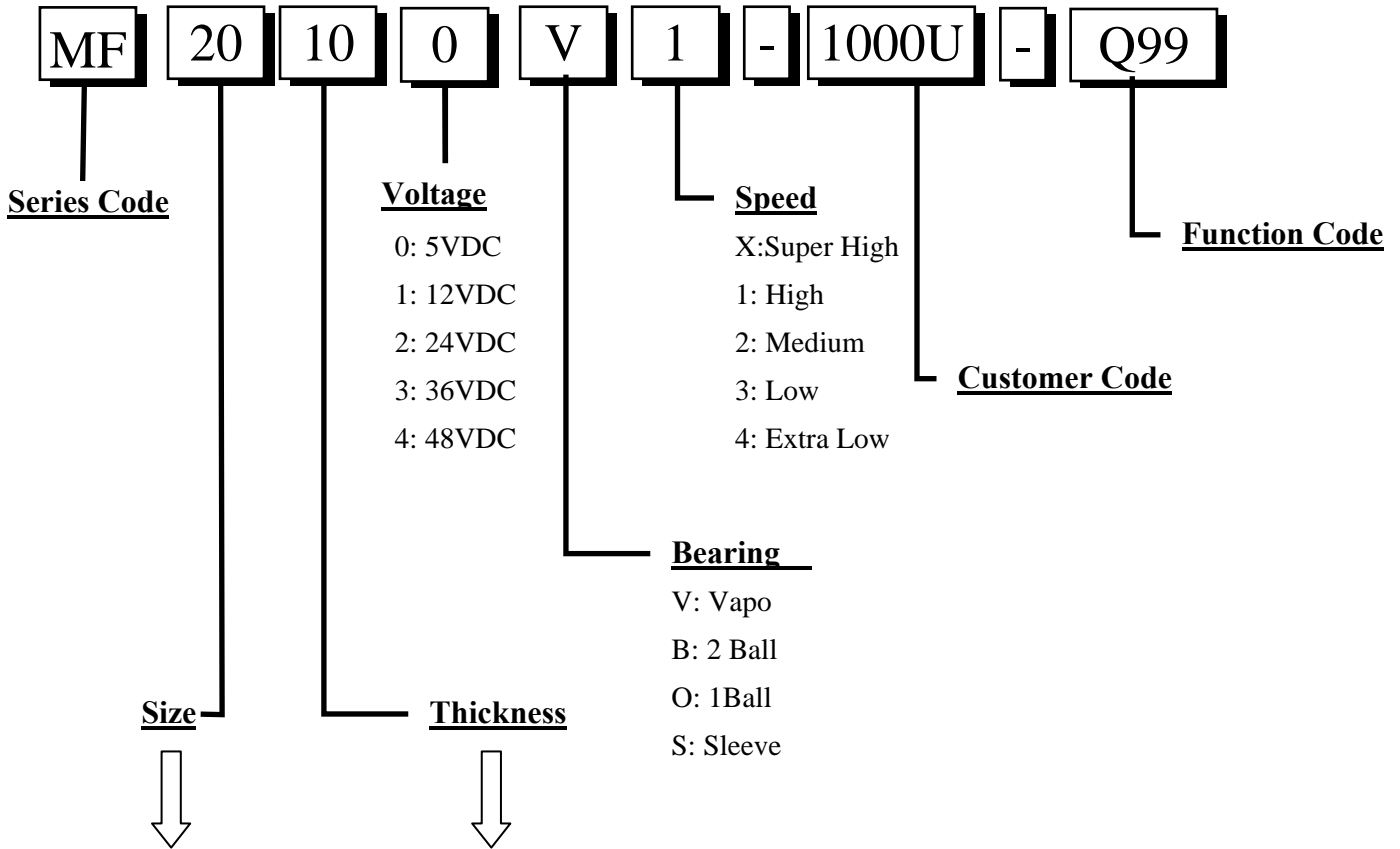 MF 20 10 0 V 1 - 1000U - Q99
Series Code
Voltage
0: 5VDC
1: 12VDC
2: 24VDC
3: 36VDC
4: 48VDC
Speed
X:Super High
1: High
2: Medium
3: Low
4: Extra Low
Function Code
Customer Code
Bearing
V: Vapo
B: 2 Ball
O: 1Ball
S: Sleeve
Size
Thickness